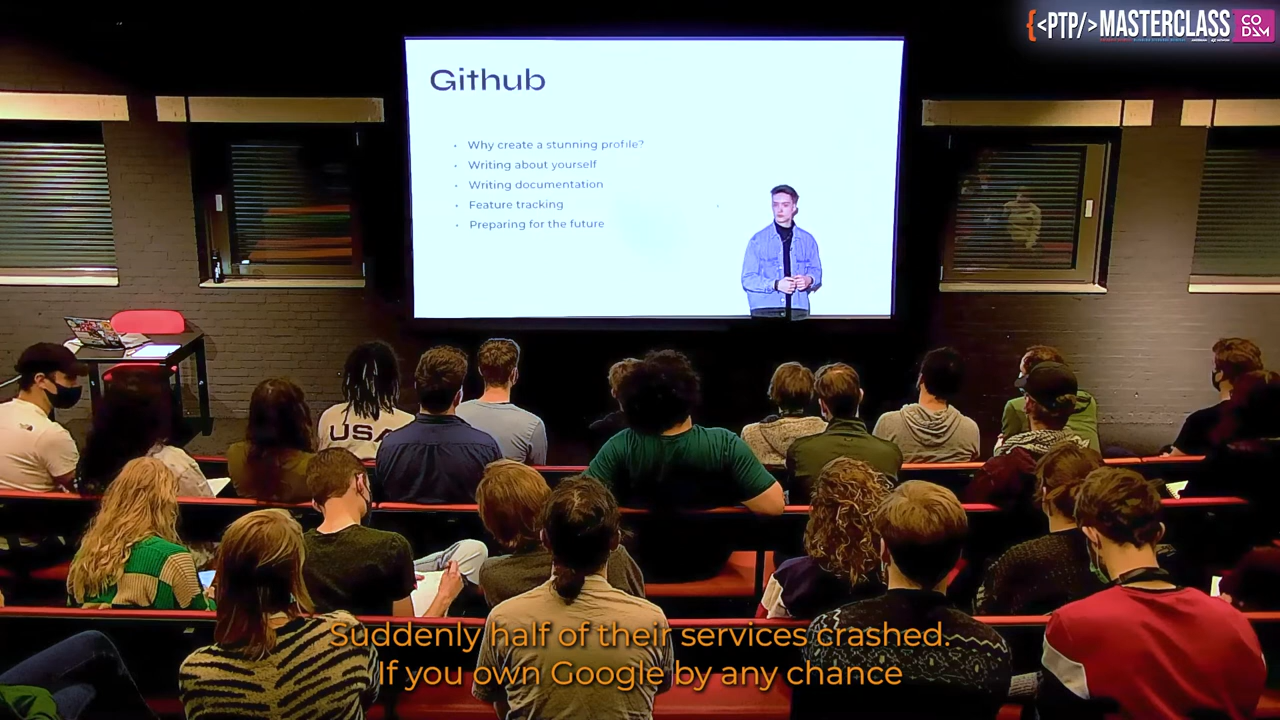 {<PTP/>MASTERCLASS
CO
D∑M
Github
• Why create a stunning profile?
• Writing about yourself
• Writing documentation
• Feature tracking
• Preparing for the future
USA
Suddenly half of their services crashed.
If you own Google by any chance